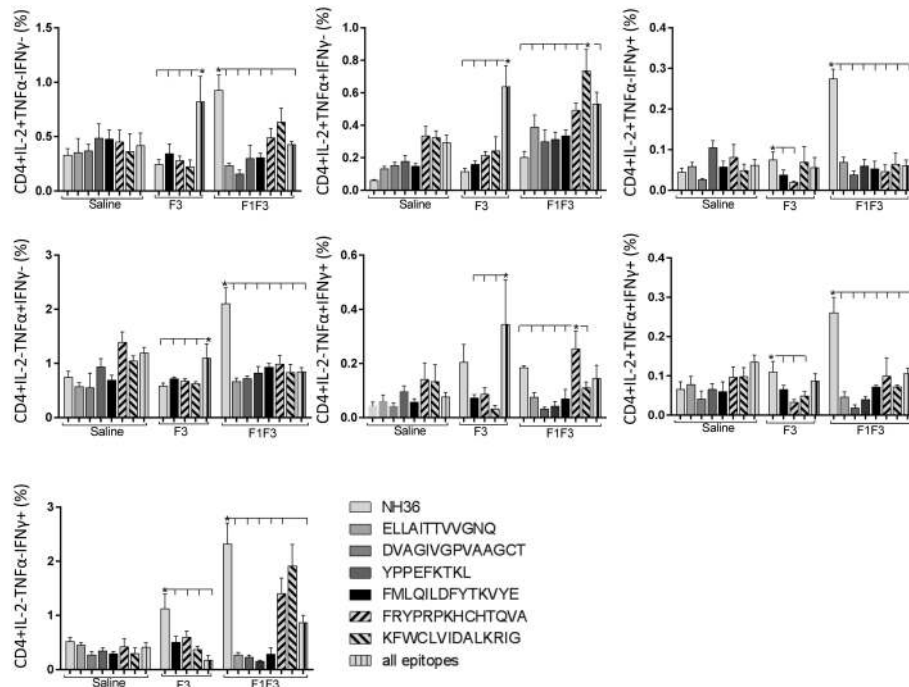 CD4+IL-2+TNFα-IFNγ- (%)
1.5
1.0
0.5
0.0
Saline
F3
F1F3
CD4+IL-2+TNFα+IFNγ- (%)
1.0
0.8
0.6
0.4
0.2
0.0
Saline
F3
F1F3
CD4+IL-2+TNFα-IFNγ+ (%)
0.4
0.3
0.2
0.1
0.0
Saline
F3
F1F3
CD4+IL-2-TNFα+IFNγ- (%)
3
2
1
0
Saline
F3
F1F3
CD4+IL-2-TNFα+IFNγ+ (%)
0.6
0.4
0.2
0.0
Saline
F3
F1F3
CD4+IL-2+TNFα+IFNγ+ (%)
0.4
0.3
0.2
0.1
0.0
Saline
F3
F1F3
CD4+IL-2-TNFα-IFNγ+ (%)
3
2
1
0
Saline
F3
F1F3
NH36
ELLAITTVVGNQ
DVAGIVGPVAAGCT
YPPEFKTKL
FMLQILDFYTKVYE
FRYPRPKHCHTQVA
KFWCLVIDALKRIG
all epitopes